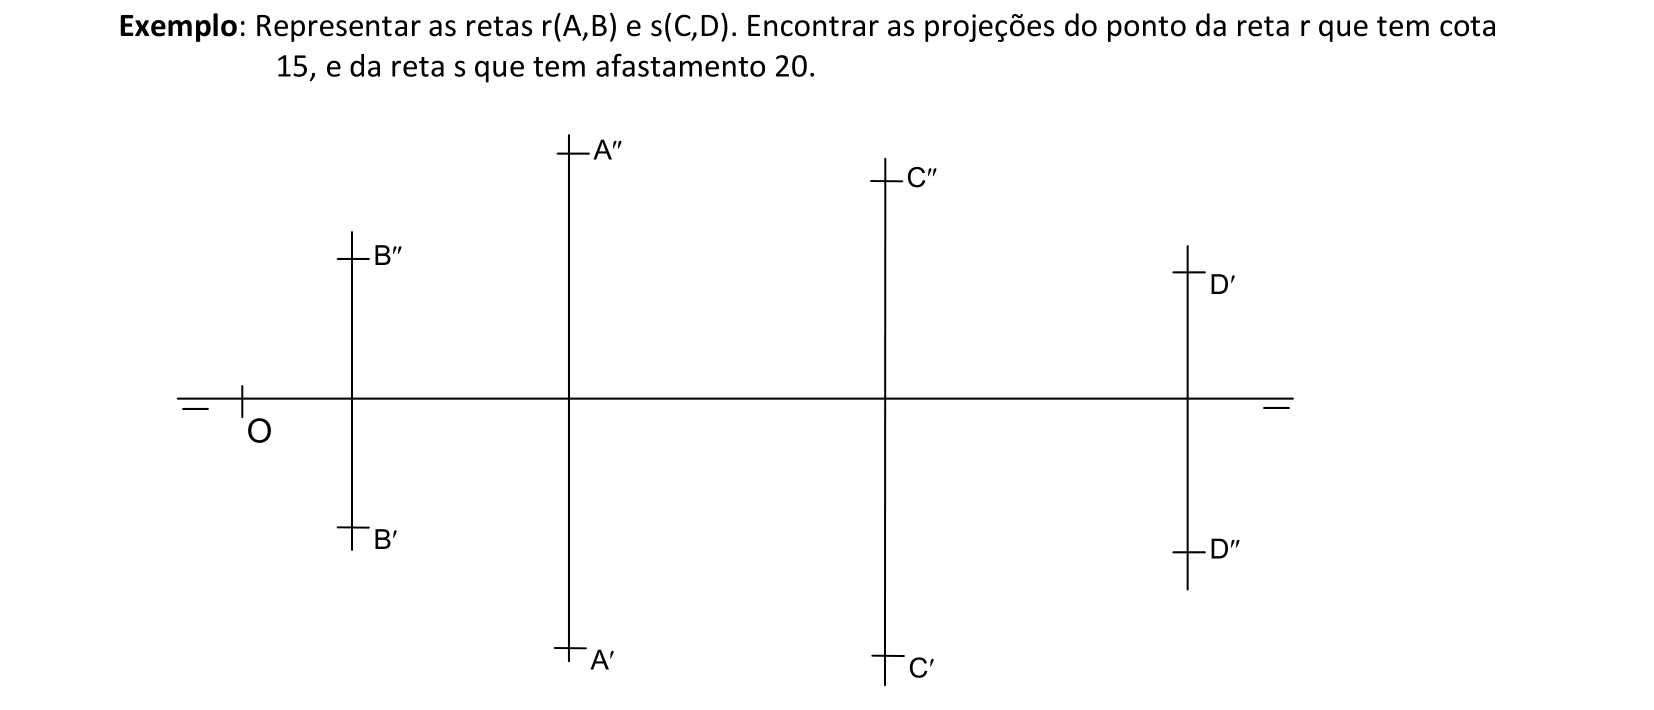 Exemplo: Representar as retas r(A,B) e s(C,D). Encontrar as projeções do ponto da reta r que tem cota
15, e da reta s que tem afastamento 20.
A″
C″
B″
D′
O
B′
D″
A′
C′